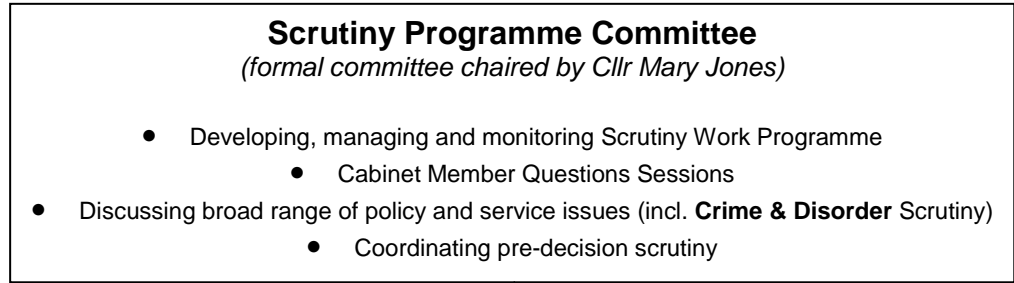 Scrutiny Programme Committee
(formal committee chaired by Cllr Mary Jones)
● Developing, managing and monitoring Scrutiny Work Programme
● Cabinet Member Questions Sessions
● Discussing broad range of policy and service issues (incl. Crime & Disorder Scrutiny)
● Coordinating pre-decision scrutiny